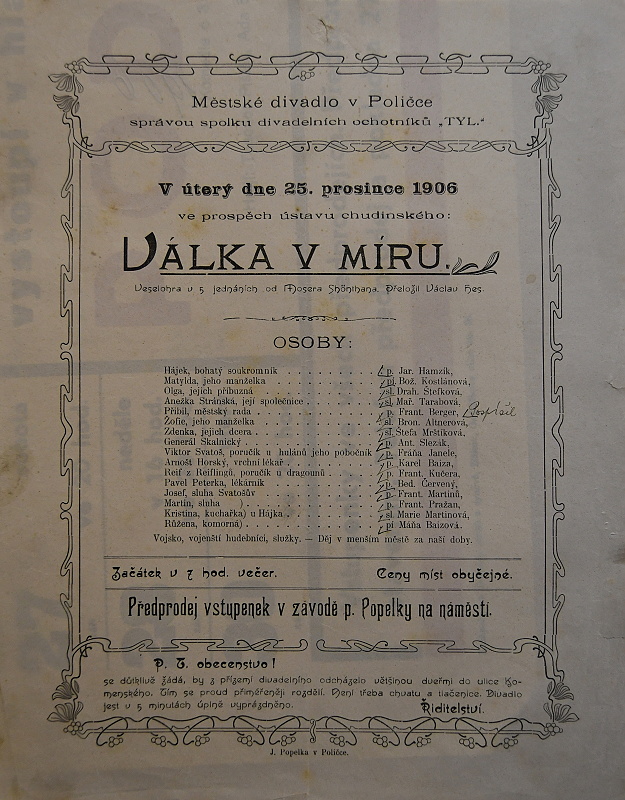 Městské divadlo v Poličce
správou spolku divadelních ochotníků „TYL.“
V úterý dne 25. prosince 1906
ve prospěch ústavu chudinského:
VÁLKA V MÍRU.
Veselohra v 5 jednáních od Mosera Shönthana. Přeložil Václav Hes.
OSOBY:
Hájek, bohatý soukromník . . . . . . . . . p. Jar. Hamzík,
Matylda, jeho manželka . . . . . . . . . . pí. Bož. Kostlánová,
Olga, jejich příbuzná . . . . . . . . . . . sl. Drah. Štefková,
Anežka Stránská, její společnice . . . . . . sl. Mař. Tarabová,
Přibil, městský rada . . . . . . . . . . . p. Frant. Berger, Pospíšil
Žofie, jeho manželka . . . . . . . . . . . sl. Bron. Altnerová,
Zdenka, jejich dcera . . . . . . . . . . . sl. Štefa Mrštíková,
Generál Skalnický . . . . . . . . . . . . p. Ant. Slezák,
Viktor Svatoš, poručík u hulánů jeho pobočník p. Fráňa Janele,
Arnošt Horský, vrchní lékař . . . . . . . . p. Karel Baiza,
Reif z Reiflingů, poručík u dragounů . . . . p. Frant. Kučera,
Pavel Peterka, lékárník . . . . . . . . . . p. Bed. Červený,
Josef, sluha Svatošův . . . . . . . . . . p. Frant. Martinů,
Martin, sluha ) . . . . . . . . . . . . p. Frant. Pražan,
Kristina, kuchařka) u Hájka . . . . . . . . sl. Marie Martinová,
Růžena, komorná) . . . . . . . . . . . . pí Máňa Baizová.
Vojsko, vojenští hudebníci, služky. — Děj v menším městě za naší doby.
Začátek v 7 hod. večer. Ceny míst obyčejné.
Předprodej vstupenek v závodě p. Popelky na náměstí.
P. T. obecenstvo!
se důtklivě žádá, by z přízení divadelního odcházelo většinou dveřmi do ulice Ko-
menského. Tím se proud přiměřeněji rozdělí. Není třeba chvatu a tlačenice. Divadlo
jest v 5 minutách úplně vyprázdněno. Řiditelství.
J. Popelka v Poličce.